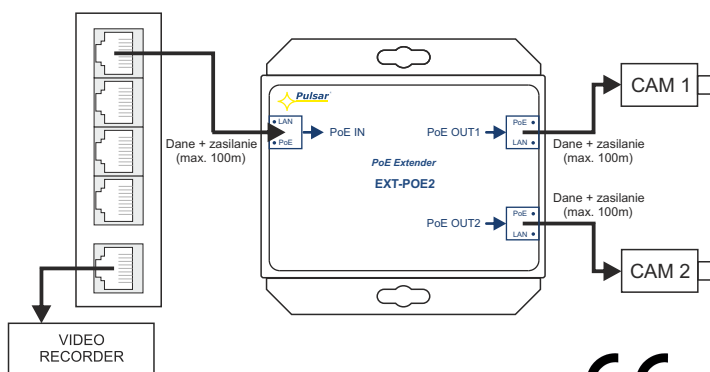 Pulsar
LAN
PoE
PoE IN
Dane + zasilanie
(max. 100m)
PoE OUT1
PoE
LAN
CAM 1
Dane + zasilanie
(max. 100m)
PoE Extender
EXT-POE2
PoE OUT2
PoE
LAN
Dane + zasilanie
(max. 100m)
CAM 2
VIDEO
RECORDER
CE